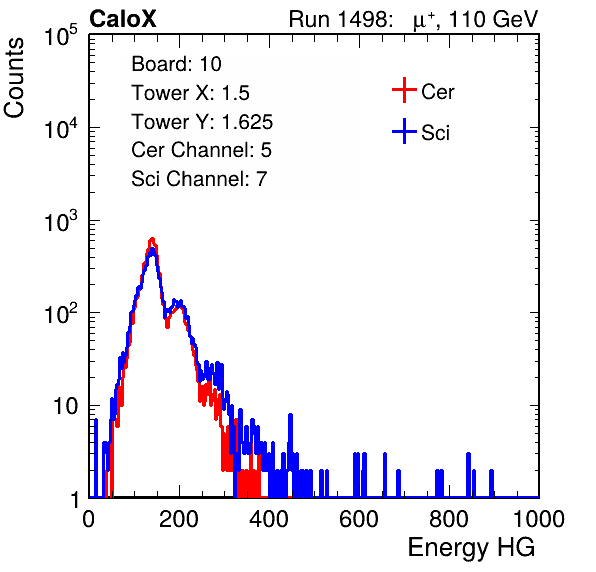 CaloX Run 1498: μ⁺, 110 GeV
Counts
Board: 10
Tower X: 1.5
Tower Y: 1.625
Cer Channel: 5
Sci Channel: 7
Cer
Sci
10⁵
10⁴
10³
10²
10
1
0 200 400 600 800 1000
Energy HG